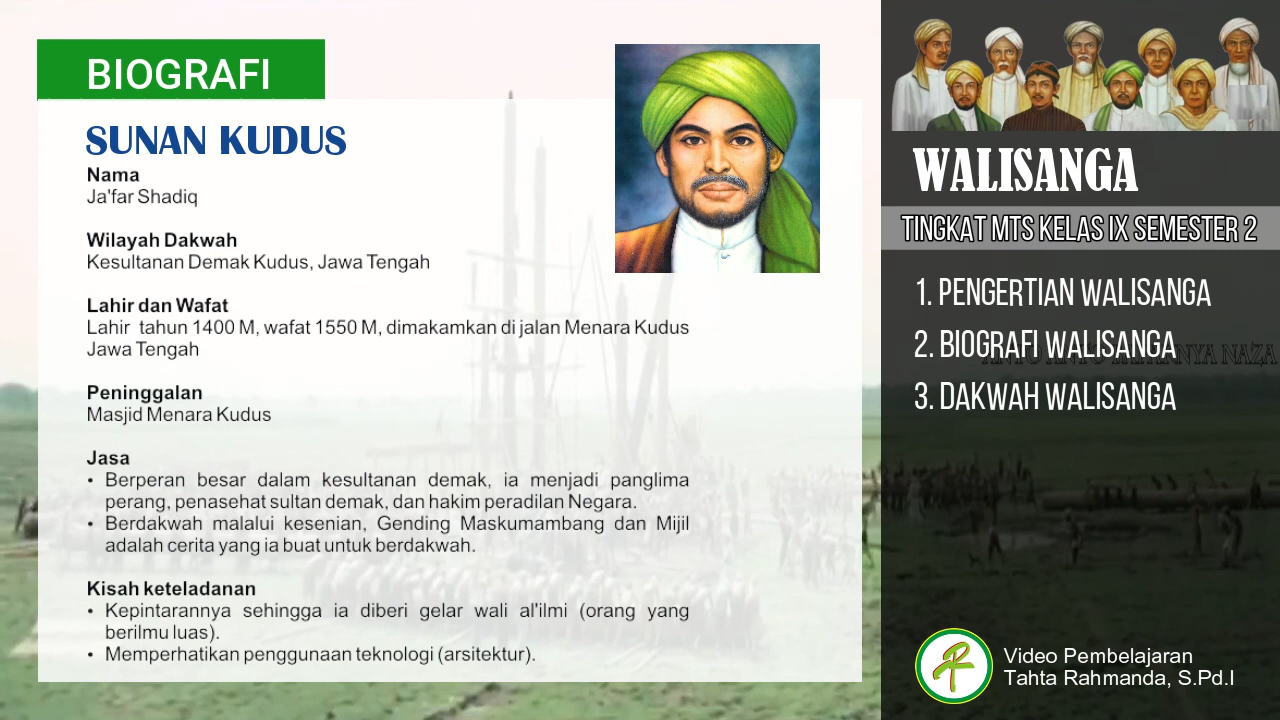 BIOGRAFI
SUNAN KUDUS
Nama
Ja'far Shadiq
Wilayah Dakwah
Kesultanan Demak Kudus, Jawa Tengah
Lahir dan Wafat
Lahir tahun 1400 M, wafat 1550 M, dimakamkan di jalan Menara Kudus
Jawa Tengah
Peninggalan
Masjid Menara Kudus
Jasa
• Berperan besar dalam kesultanan demak, ia menjadi panglima
perang, penasehat sultan demak, dan hakim peradilan Negara.
• Berdakwah malalui kesenian, Gending Maskumambang dan Mijil
adalah cerita yang ia buat untuk berdakwah.
Kisah keteladanan
• Kepintarannya sehingga ia diberi gelar wali al'ilmi (orang yang
berilmu luas).
• Memperhatikan penggunaan teknologi (arsitektur).
WALISANGA
TINGKAT MTS KELAS IX SEMESTER 2
1. PENGERTIAN WALISANGA
2. BIOGRAFI WALISANGA
3. DAKWAH WALISANGA
Video Pembelajaran
Tahta Rahmanda, S.Pd.I